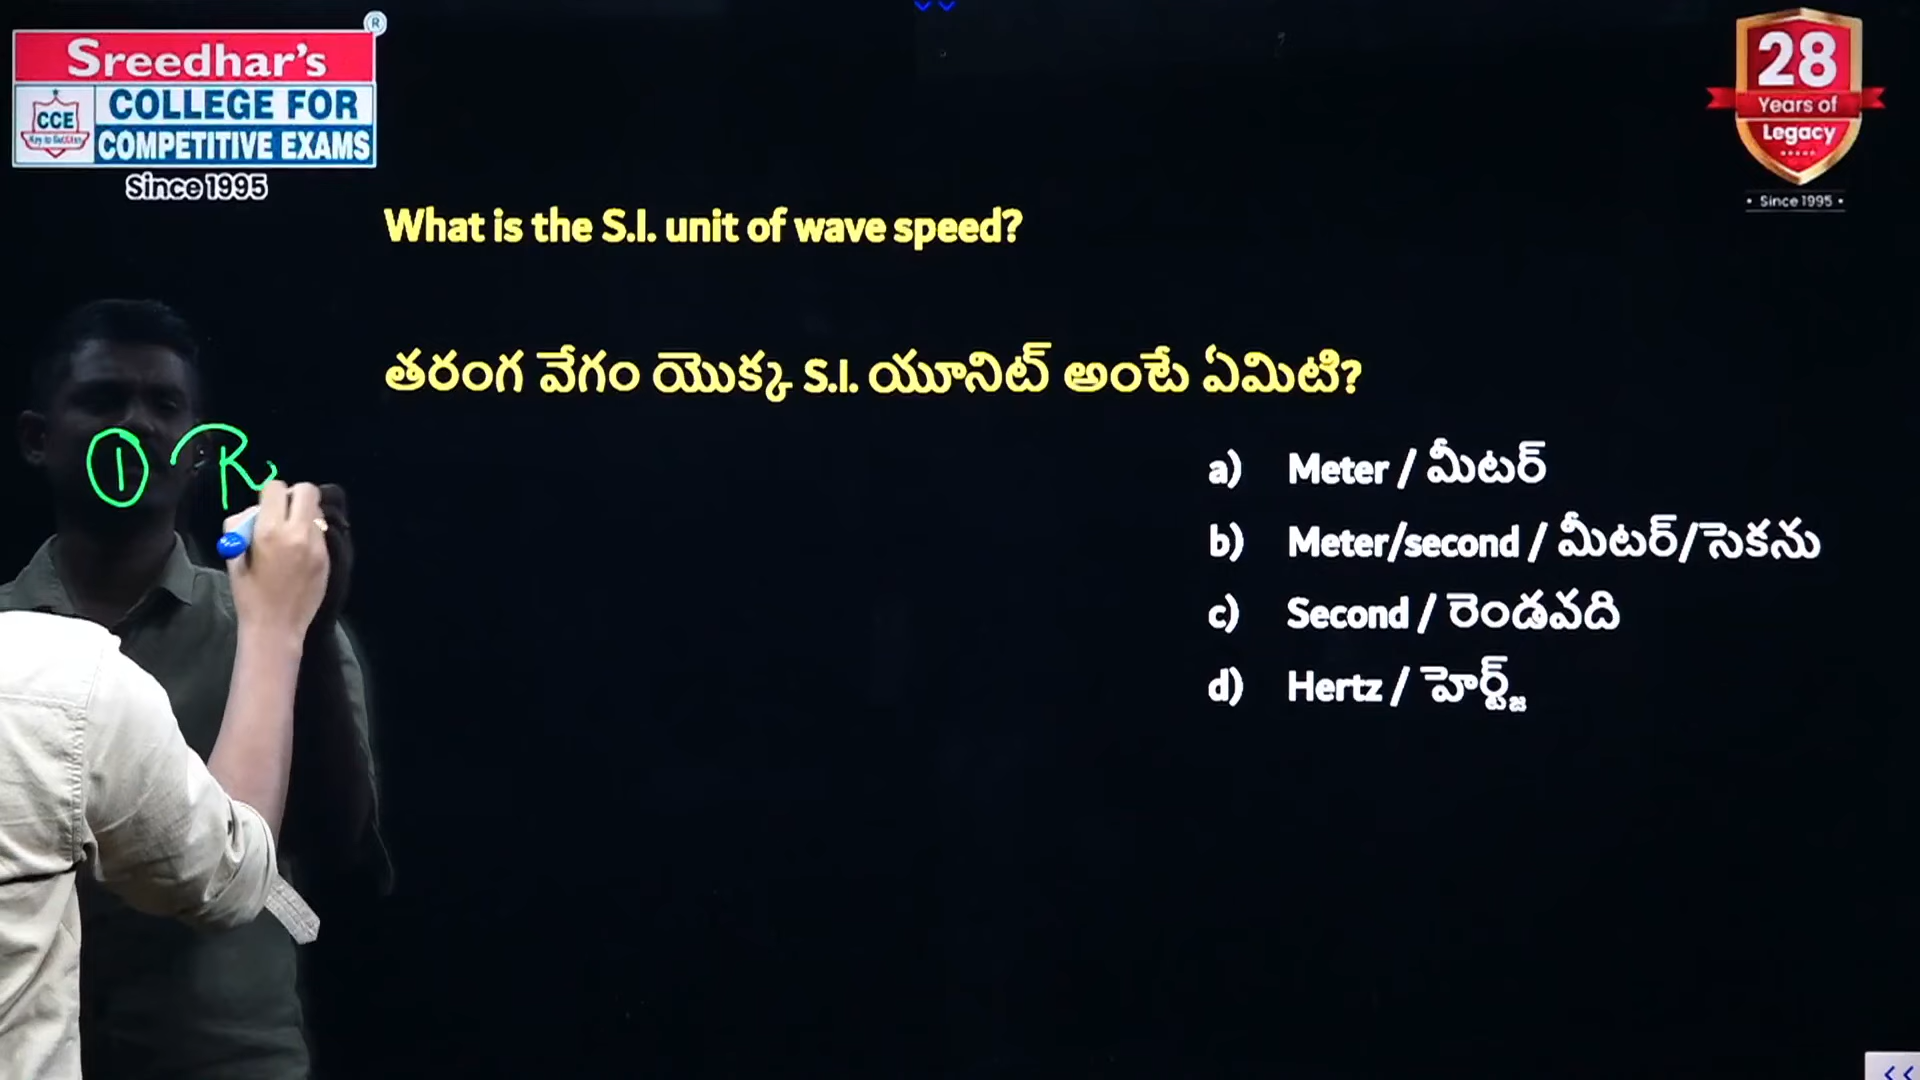 Sreedhar's
®
CCE
COLLEGE FOR
COMPETITIVE EXAMS
Since 1995
28
Years of
Legacy
• Since 1995 •
What is the S.I. unit of wave speed?
తరంగ వేగం యొక్క S.I. యూనిట్ అంటే ఏమిటి?
① R
a) Meter / మీటర్
b) Meter/second / మీటర్/సెకను
c) Second / రెండవది
d) Hertz / హెర్ట్జ్